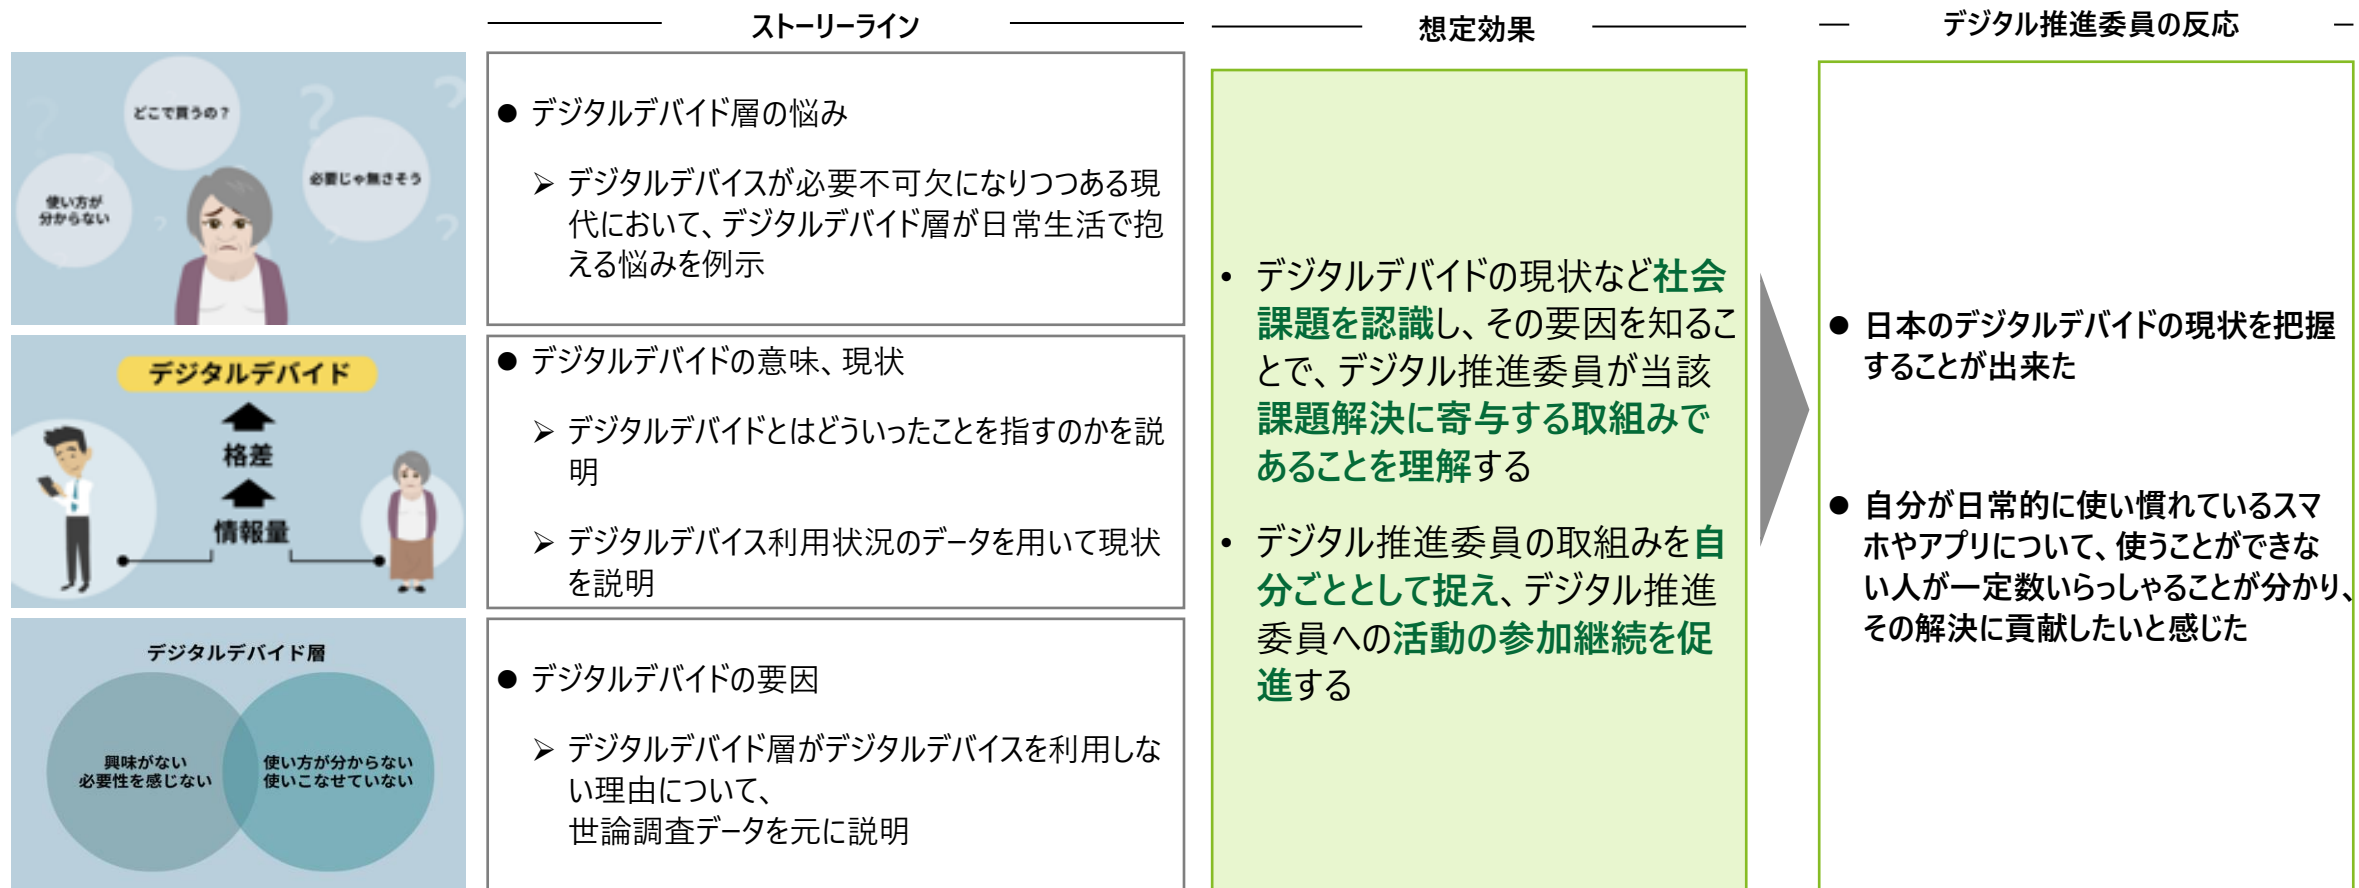 ストーリーライン
想定効果
デジタル推進委員の反応
どこで買うの？
必要じゃ無さそう
使い方が
分からない
● デジタルデバイド層の悩み
➢ デジタルデバイスが必要不可欠になりつつある現
代において、デジタルデバイド層が日常生活で抱
える悩みを例示
デジタルデバイド
格差
情報量
● デジタルデバイドの意味、現状
➢ デジタルデバイドとはどういったことを指すのかを説
明
➢ デジタルデバイス利用状況のデータを用いて現状
を説明
デジタルデバイド層
興味がない
必要性を感じない
使い方が分からない
使いこなせていない
● デジタルデバイドの要因
➢ デジタルデバイド層がデジタルデバイスを利用しな
い理由について、
世論調査データを元に説明
• デジタルデバイドの現状など社会
課題を認識し、その要因を知るこ
とで、デジタル推進委員が当該
課題解決に寄与する取組みで
あることを理解する
• デジタル推進委員の取組みを自
分ごととして捉え、デジタル推進
委員への活動の参加継続を促
進する
● 日本のデジタルデバイドの現状を把握
することが出来た
● 自分が日常的に使い慣れているスマ
ホやアプリについて、使うことができな
い人が一定数いらっしゃることが分かり、
その解決に貢献したいと感じた